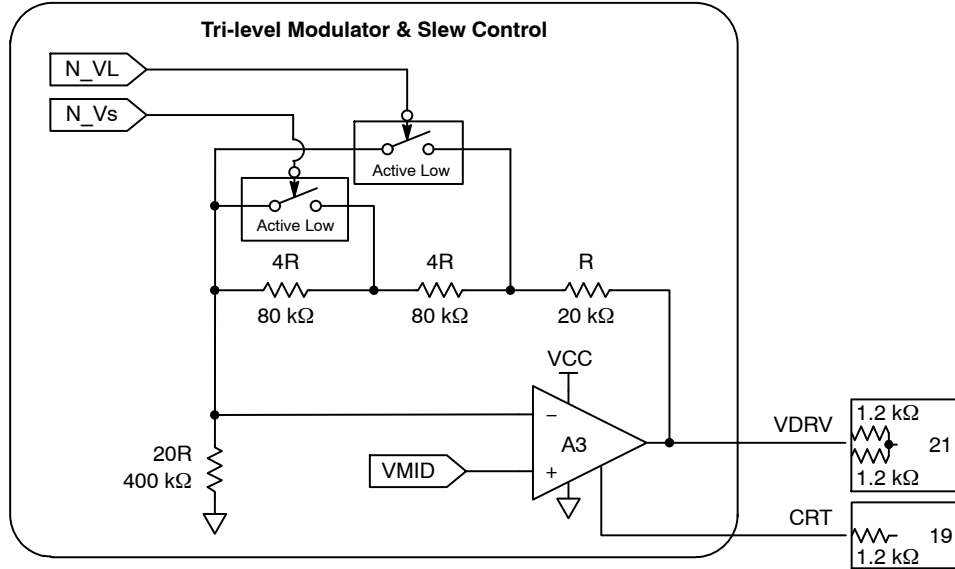 Tri-level Modulator & Slew Control
N_VL
N_Vs
Active Low
Active Low
4R
4R
R
80 kΩ
80 kΩ
20 kΩ
VCC
−
A3
+
VMID
20R
400 kΩ
VDRV
1.2 kΩ
21
1.2 kΩ
CRT
19
1.2 kΩ